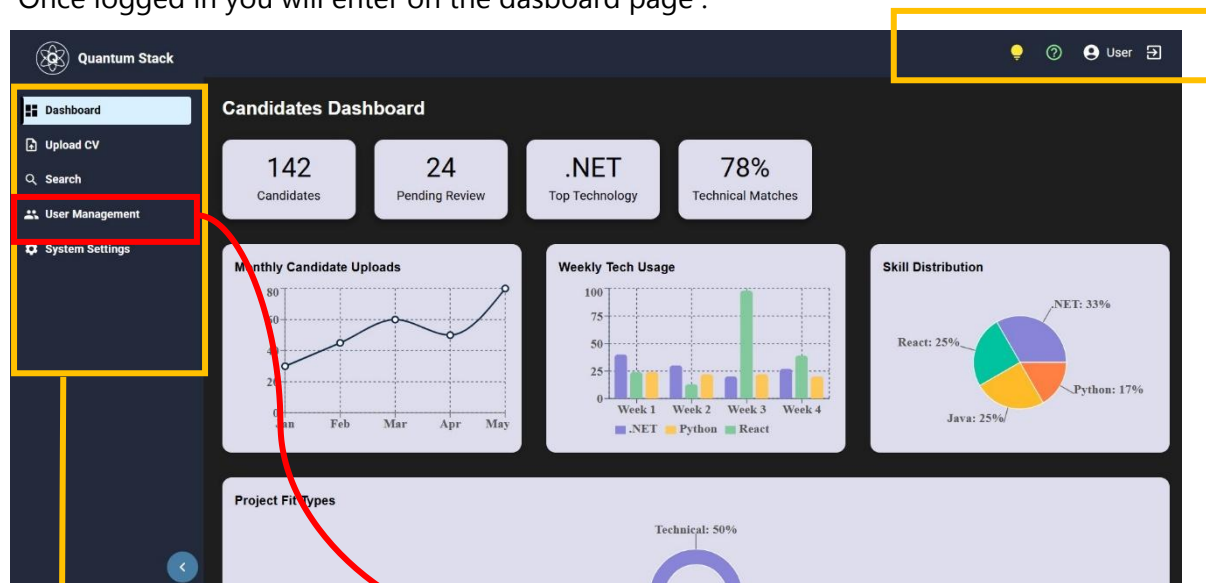 Once logged in you will enter on the dasboard page .
Quantum Stack
User
Dashboard
Upload CV
Search
User Management
System Settings
Candidates Dashboard
142
Candidates
24
Pending Review
.NET
Top Technology
78%
Technical Matches
Monthly Candidate Uploads
80
60
40
20
0
Jan Feb Mar Apr May
Weekly Tech Usage
100
75
50
25
0
Week 1 Week 2 Week 3 Week 4
.NET Python React
Skill Distribution
.NET: 33%
React: 25%
Python: 17%
Java: 25%
Project Fit Types
Technical: 50%